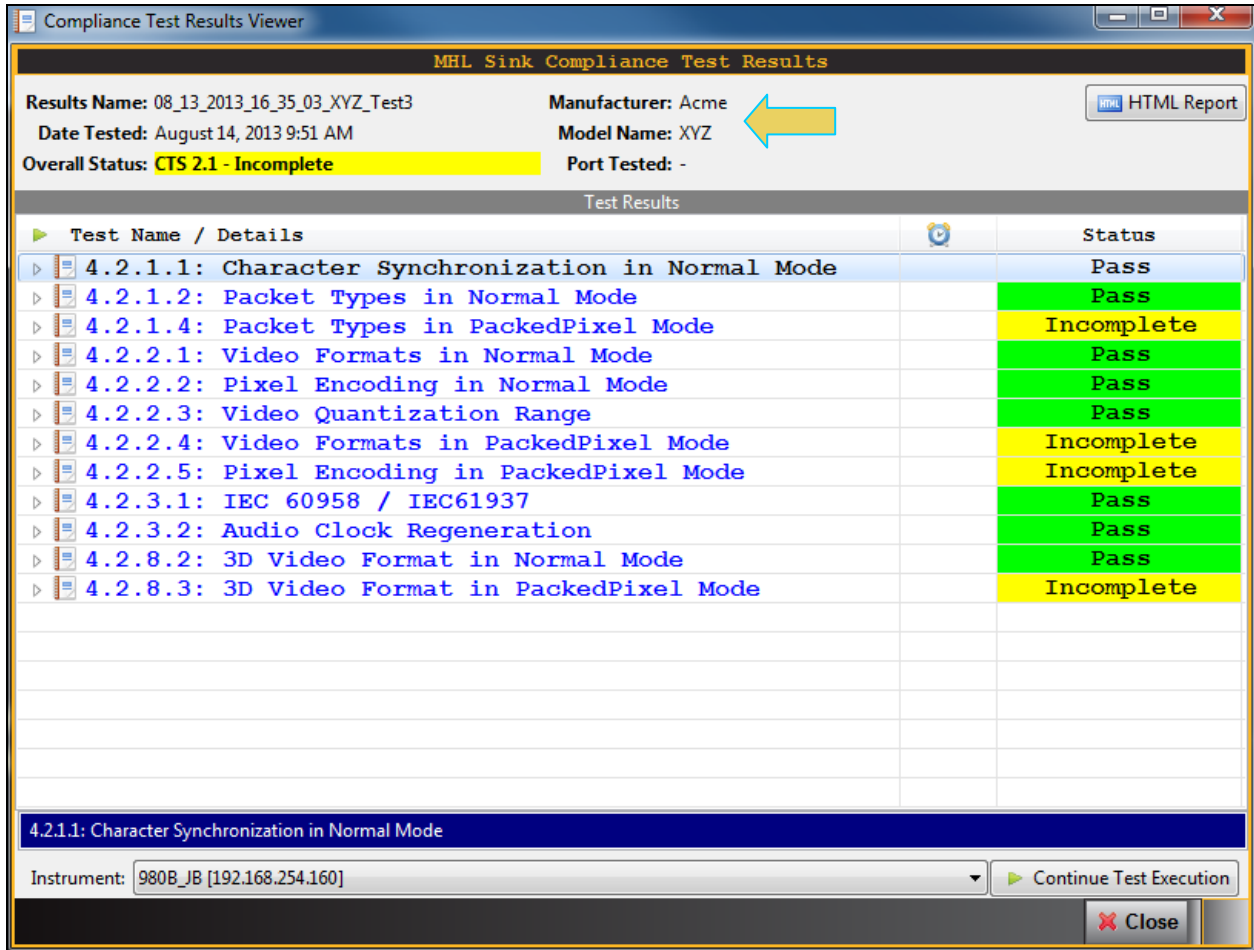 Compliance Test Results Viewer
MHL Sink Compliance Test Results
Results Name: 08_13_2013_16_35_03_XYZ_Test3
Manufacturer: Acme
HTML HTML Report
Date Tested: August 14, 2013 9:51 AM
Model Name: XYZ
Overall Status: CTS 2.1 - Incomplete
Port Tested: -
Test Results
Test Name / Details Status
4.2.1.1: Character Synchronization in Normal Mode Pass
4.2.1.2: Packet Types in Normal Mode Pass
4.2.1.4: Packet Types in PackedPixel Mode Incomplete
4.2.2.1: Video Formats in Normal Mode Pass
4.2.2.2: Pixel Encoding in Normal Mode Pass
4.2.2.3: Video Quantization Range Pass
4.2.2.4: Video Formats in PackedPixel Mode Incomplete
4.2.2.5: Pixel Encoding in PackedPixel Mode Incomplete
4.2.3.1: IEC 60958 / IEC61937 Pass
4.2.3.2: Audio Clock Regeneration Pass
4.2.8.2: 3D Video Format in Normal Mode Pass
4.2.8.3: 3D Video Format in PackedPixel Mode Incomplete
4.2.1.1: Character Synchronization in Normal Mode
Instrument: 980B_JB [192.168.254.160] Continue Test Execution
Close